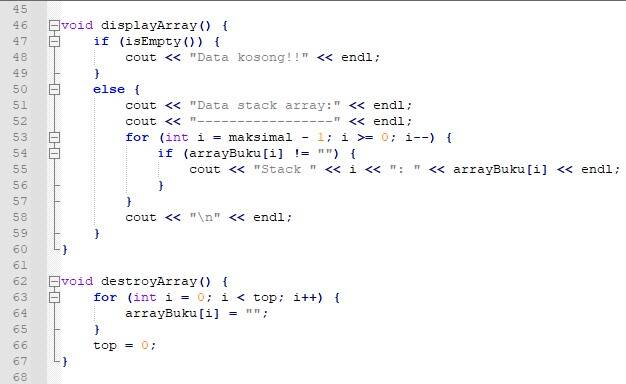 45
46 void displayArray() {
47     if (isEmpty()) {
48         cout << "Data kosong!!" << endl;
49     }
50     else {
51         cout << "Data stack array:" << endl;
52         cout << "-----------------" << endl;
53         for (int i = maksimal - 1; i >= 0; i--) {
54             if (arrayBuku[i] != "") {
55                 cout << "Stack " << i << ": " << arrayBuku[i] << endl;
56             }
57         }
58         cout << "\n" << endl;
59     }
60 }
61
62 void destroyArray() {
63     for (int i = 0; i < top; i++) {
64         arrayBuku[i] = "";
65     }
66     top = 0;
67 }
68